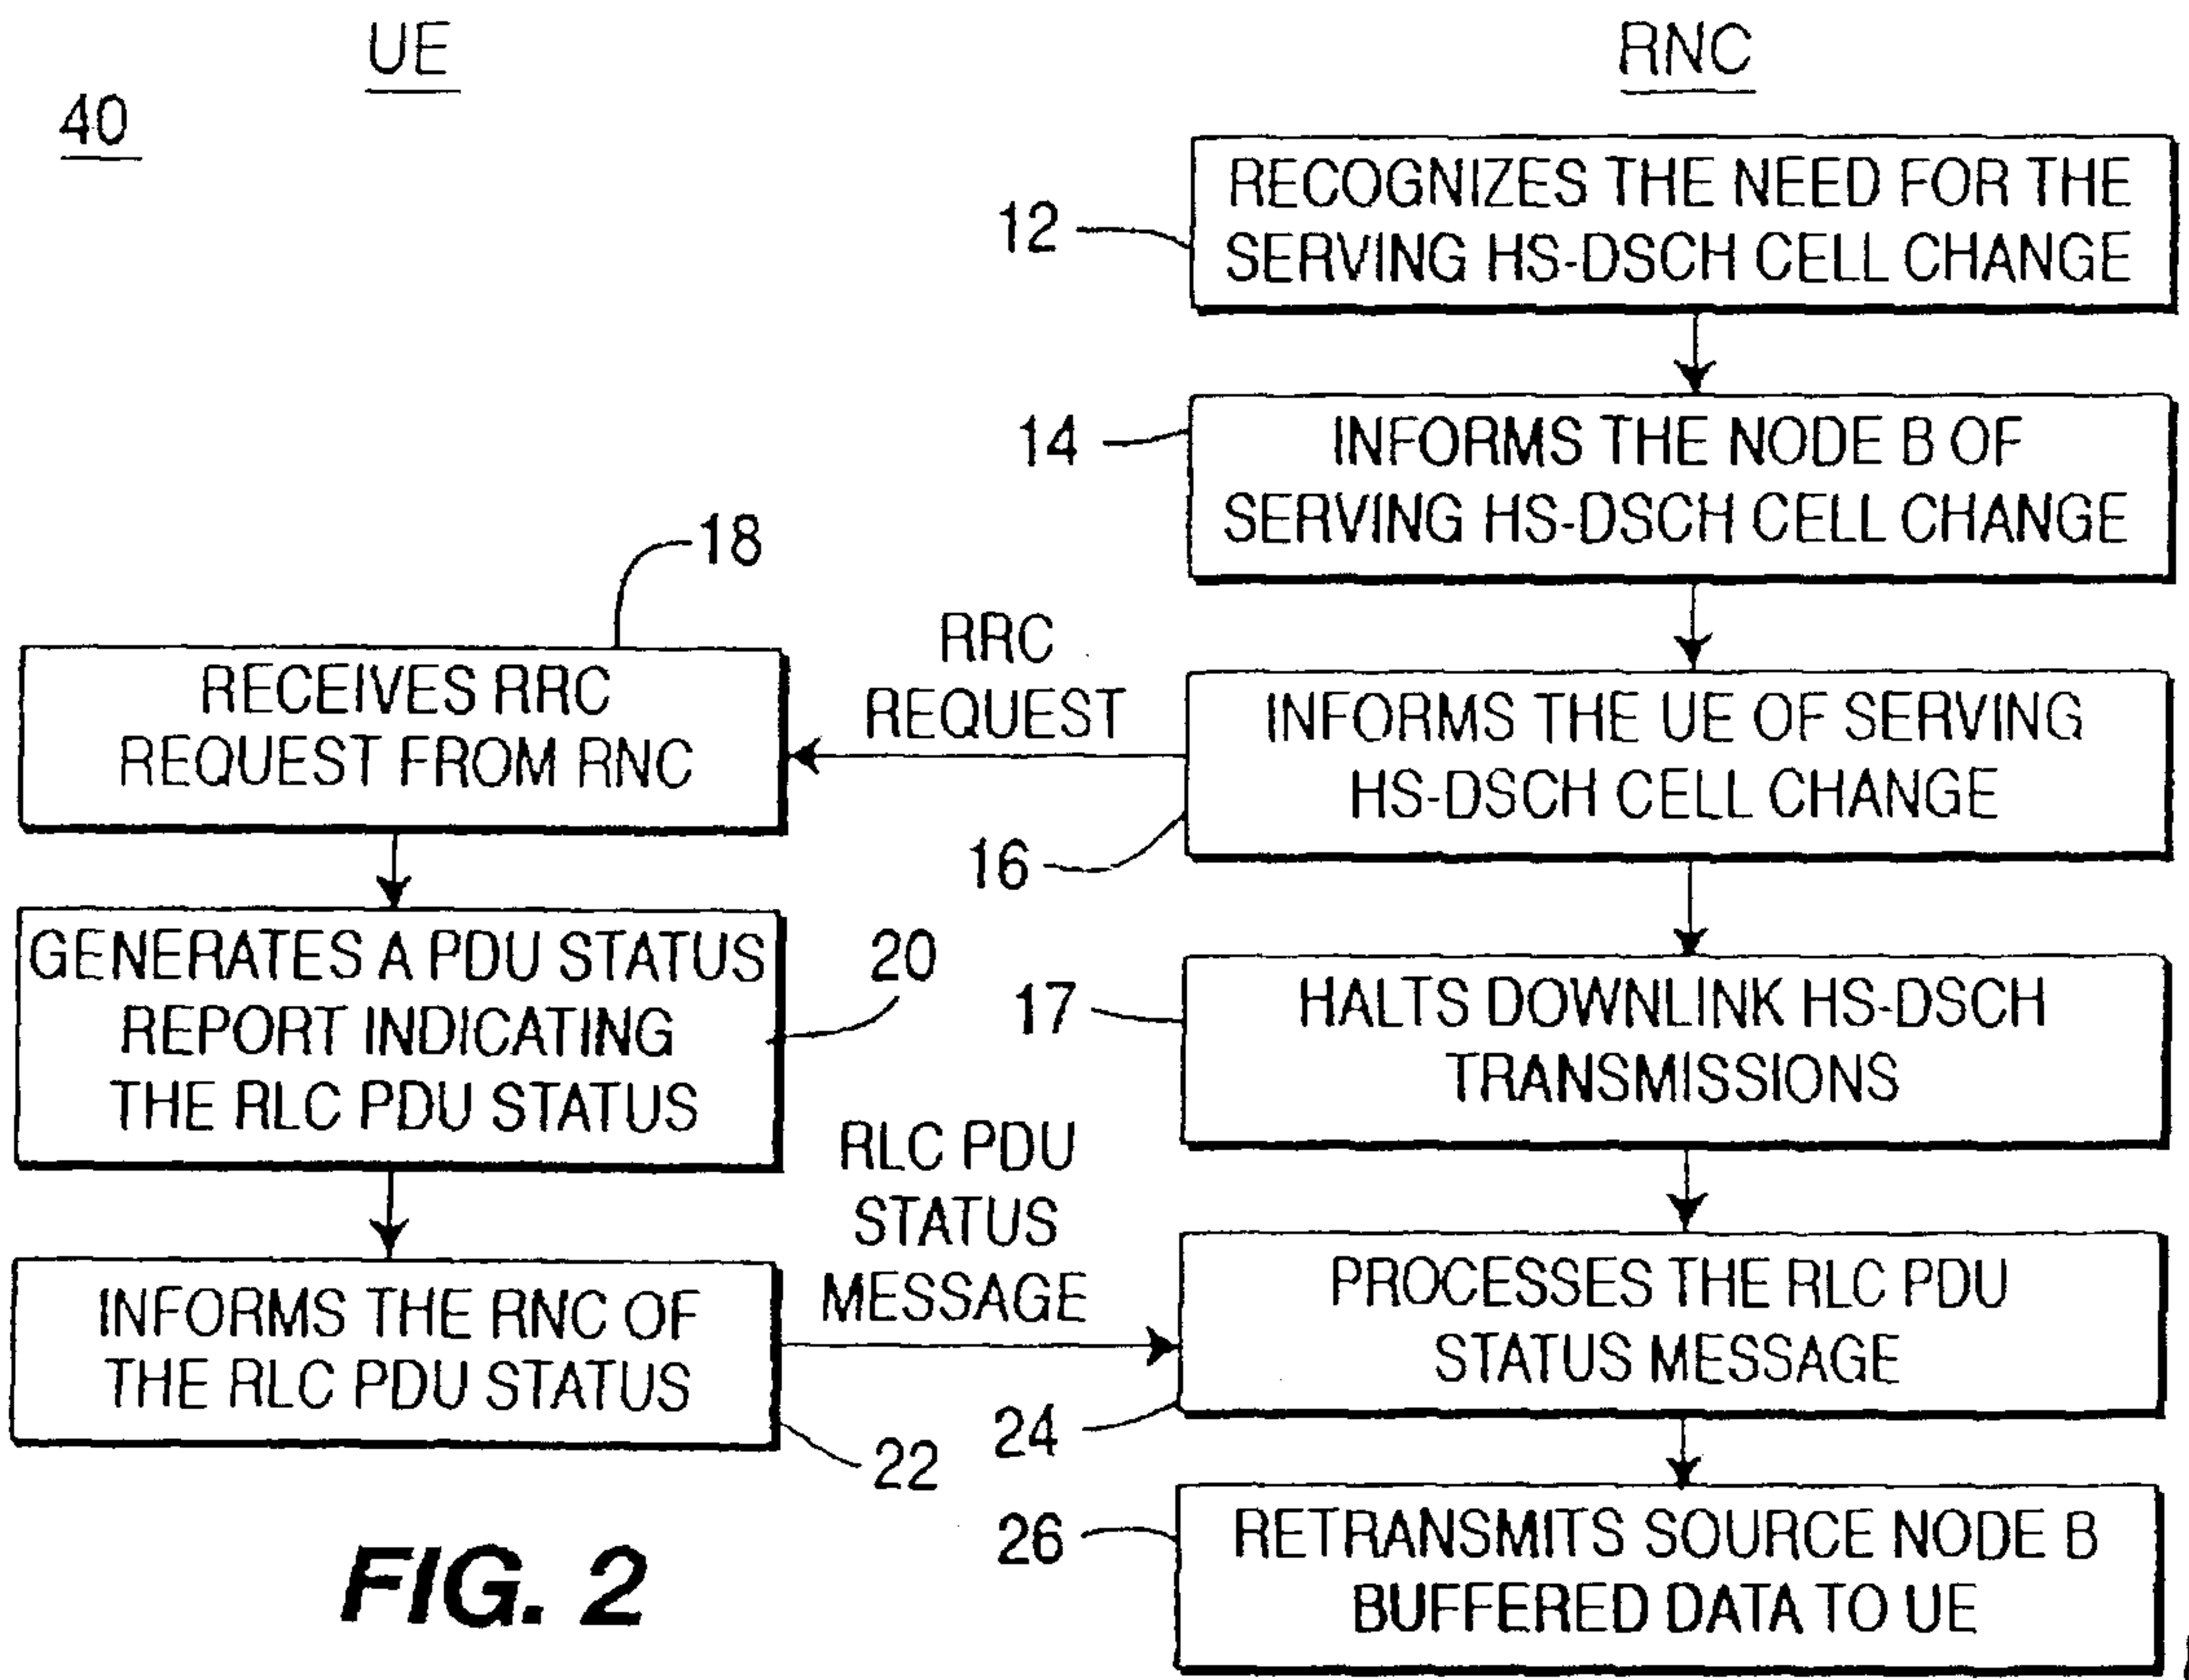 UE
RNC
40
12
RECOGNIZES THE NEED FOR THE
SERVING HS-DSCH CELL CHANGE
14
INFORMS THE NODE B OF
SERVING HS-DSCH CELL CHANGE
18
RECEIVES RRC
REQUEST FROM RNC
RRC
REQUEST
INFORMS THE UE OF SERVING
HS-DSCH CELL CHANGE
16
GENERATES A PDU STATUS
REPORT INDICATING
THE RLC PDU STATUS
20
17
HALTS DOWNLINK HS-DSCH
TRANSMISSIONS
RLC PDU
STATUS
MESSAGE
INFORMS THE RNC OF
THE RLC PDU STATUS
22
PROCESSES THE RLC PDU
STATUS MESSAGE
24
26
RETRANSMITS SOURCE NODE B
BUFFERED DATA TO UE
FIG. 2